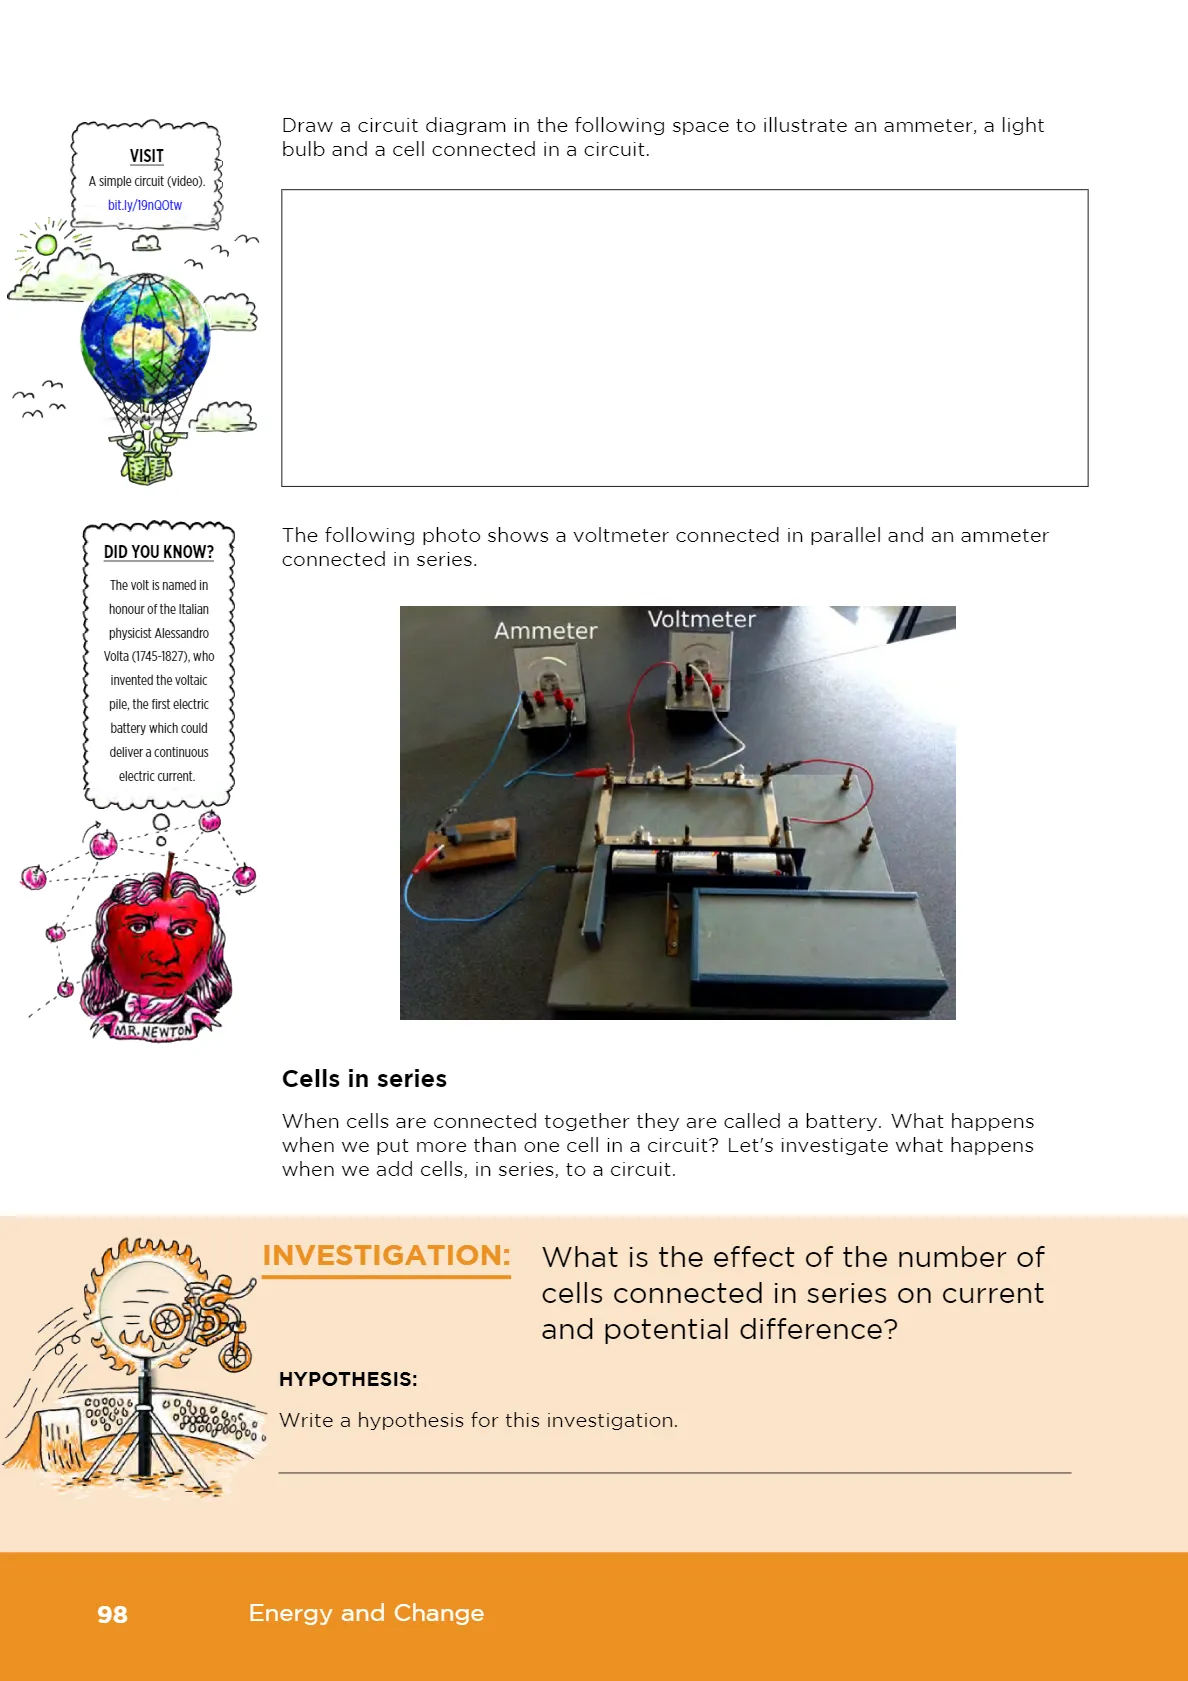 Draw a circuit diagram in the following space to illustrate an ammeter, a light
bulb and a cell connected in a circuit.
VISIT
A simple circuit (video).
bit.ly/19nQOtw
DID YOU KNOW?
The volt is named in
honour of the Italian
physicist Alessandro
Volta (1745-1827), who
invented the voltaic
pile, the first electric
battery which could
deliver a continuous
electric current.
MR. NEWTON
The following photo shows a voltmeter connected in parallel and an ammeter
connected in series.
Ammeter
Voltmeter
Cells in series
When cells are connected together they are called a battery. What happens
when we put more than one cell in a circuit? Let's investigate what happens
when we add cells, in series, to a circuit.
INVESTIGATION:
What is the effect of the number of
cells connected in series on current
and potential difference?
HYPOTHESIS:
Write a hypothesis for this investigation.
98
Energy and Change